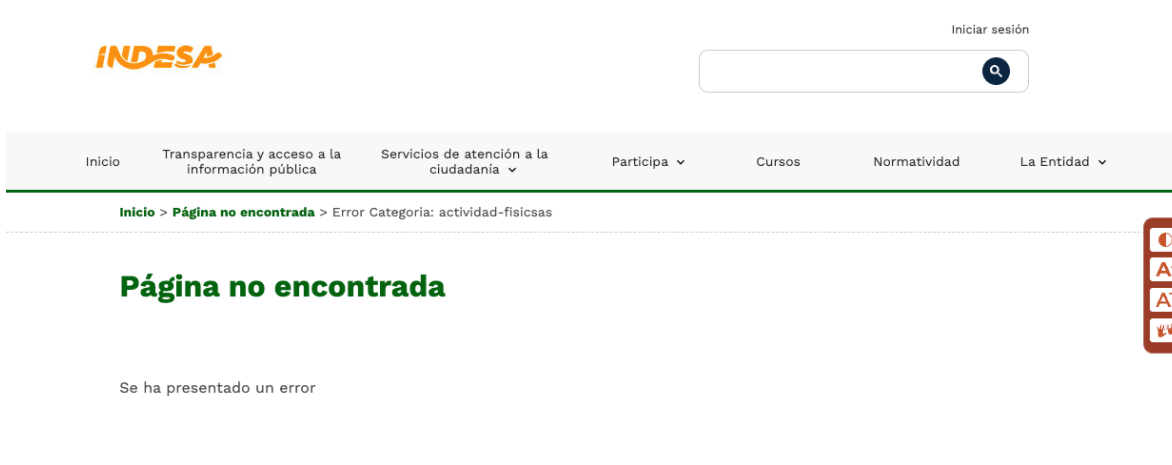 Iniciar sesión
INDESA
Inicio
Transparencia y acceso a la
información pública
Servicios de atención a la
ciudadanía
Participa
Cursos
Normatividad
La Entidad
Inicio > Página no encontrada > Error Categoria: actividad-fisicsas
Página no encontrada
Se ha presentado un error
A
A